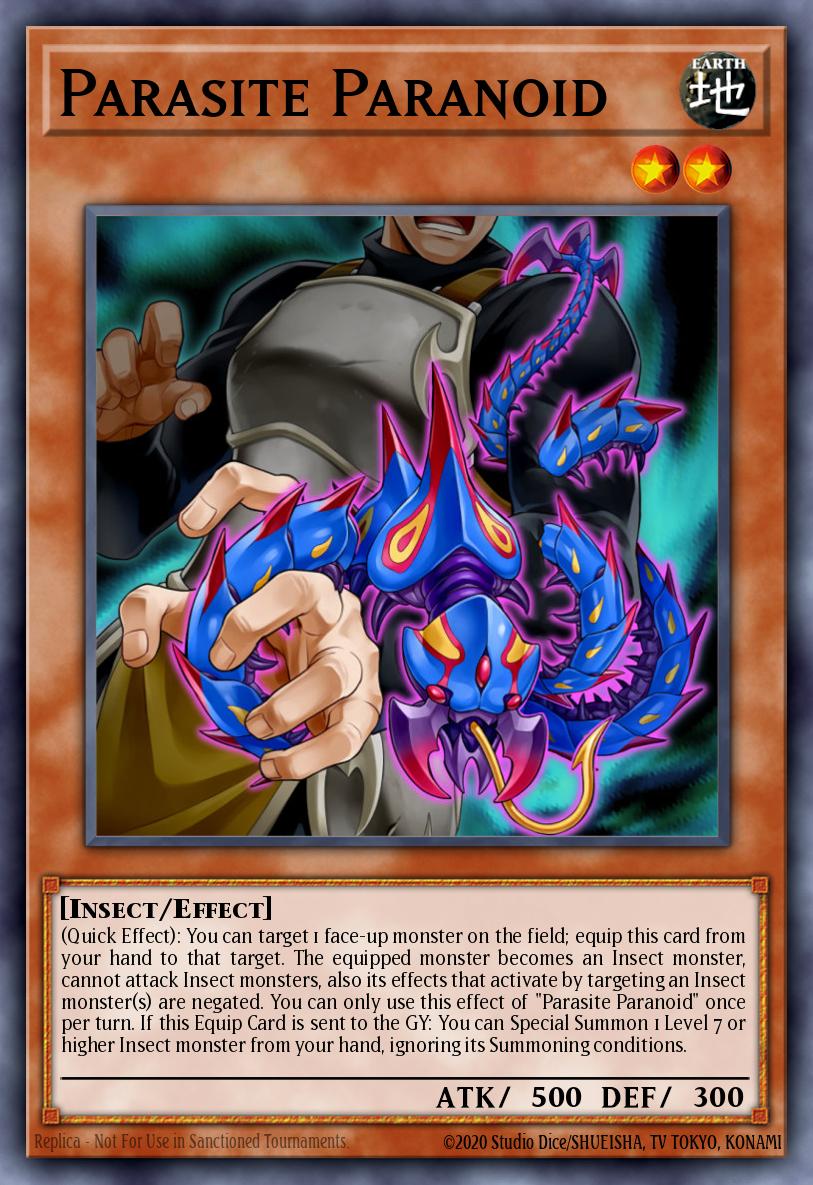 Parasite Paranoid
EARTH
地
[Insect/Effect]
(Quick Effect): You can target 1 face-up monster on the field; equip this card from
your hand to that target. The equipped monster becomes an Insect monster,
cannot attack Insect monsters, also its effects that activate by targeting an Insect
monster(s) are negated. You can only use this effect of "Parasite Paranoid" once
per turn. If this Equip Card is sent to the GY: You can Special Summon 1 Level 7 or
higher Insect monster from your hand, ignoring its Summoning conditions.
ATK/ 500 DEF/ 300
Replica - Not For Use in Sanctioned Tournaments.
©2020 Studio Dice/SHUEISHA, TV TOKYO, KONAMI